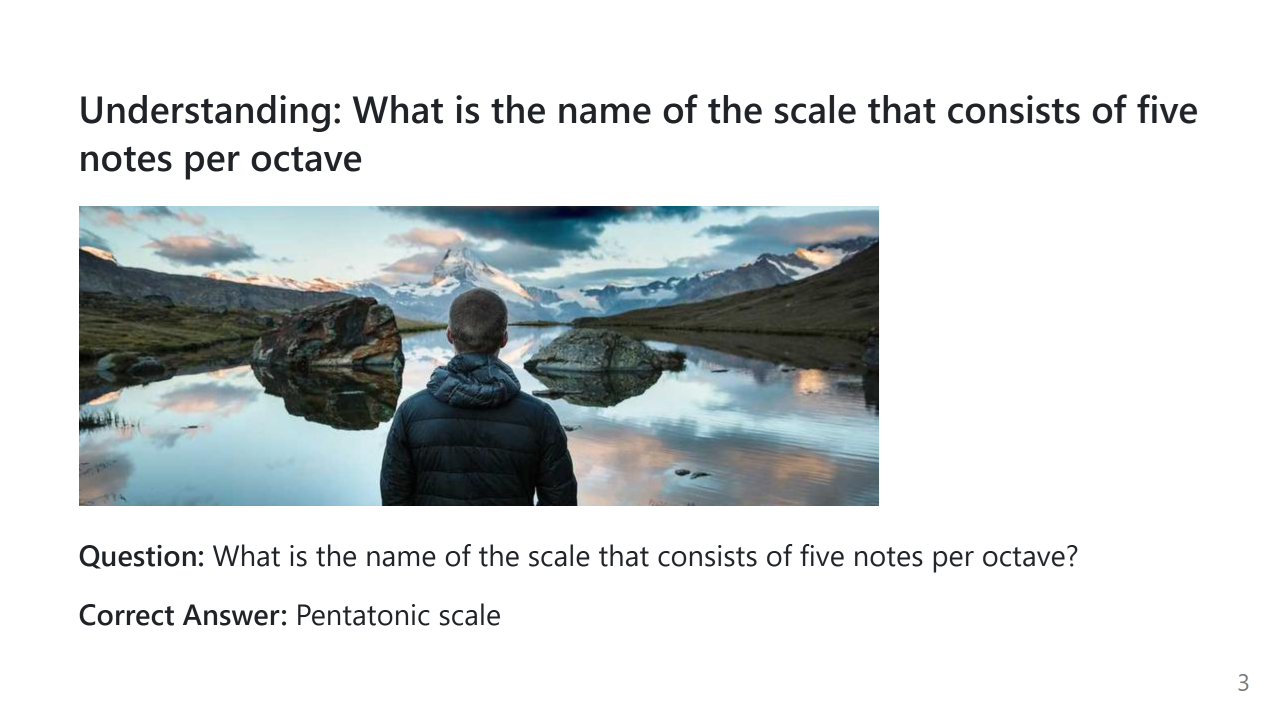 Understanding: What is the name of the scale that consists of five
notes per octave
Question: What is the name of the scale that consists of five notes per octave?
Correct Answer: Pentatonic scale
3